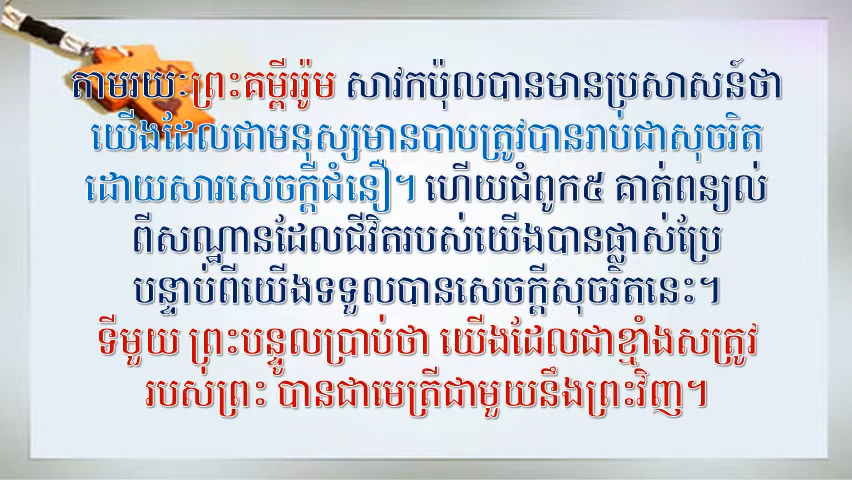 តាមរយៈព្រះគម្ពីររ៉ូម សាវកប៉ុលបានមានប្រសាសន៍ថា
យើងដែលជាមនុស្សមានបាបត្រូវបានរាប់ជាសុចរិត
ដោយសារសេចក្តីជំនឿ។ ហើយជំពូក៥ គាត់ពន្យល់
ពីសណ្ឋានដែលជីវិតរបស់យើងបានផ្លាស់ប្រែ
បន្ទាប់ពីយើងទទួលបានសេចក្តីសុចរិតនេះ។
ទីមួយ ព្រះបន្ទូលប្រាប់ថា យើងដែលជាខ្មាំងសត្រូវ
របស់ព្រះ បានជាមេត្រីជាមួយនឹងព្រះវិញ។